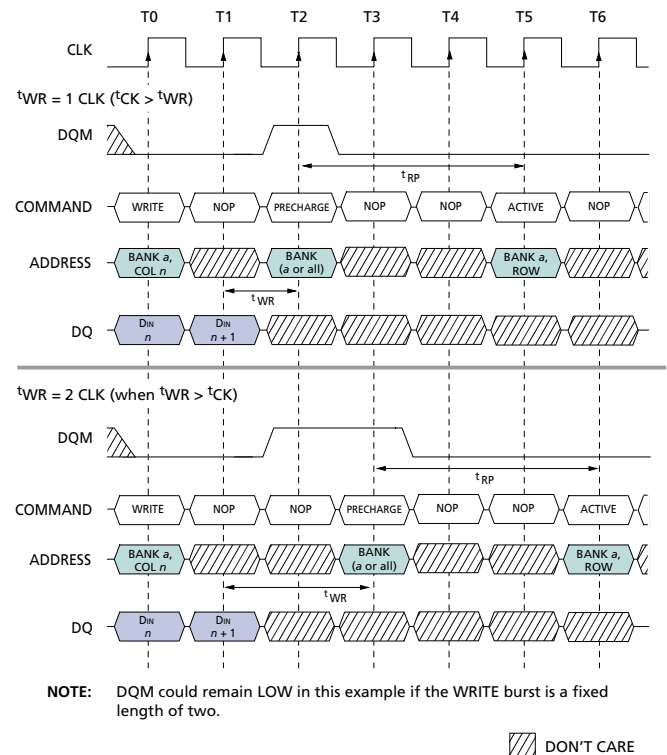 T0 T1 T2 T3 T4 T5 T6
CLK
tWR = 1 CLK (tCK > tWR)
DQM
tRP
COMMAND WRITE NOP PRECHARGE NOP NOP ACTIVE NOP
ADDRESS BANK a, COL n BANK (a or all) BANK a, ROW
tWR
DQ DIN n DIN n + 1
tWR = 2 CLK (when tWR > tCK)
DQM
tRP
COMMAND WRITE NOP NOP PRECHARGE NOP NOP ACTIVE
ADDRESS BANK a, COL n BANK (a or all) BANK a, ROW
tWR
DQ DIN n DIN n + 1
NOTE: DQM could remain LOW in this example if the WRITE burst is a fixed
length of two.
DON'T CARE